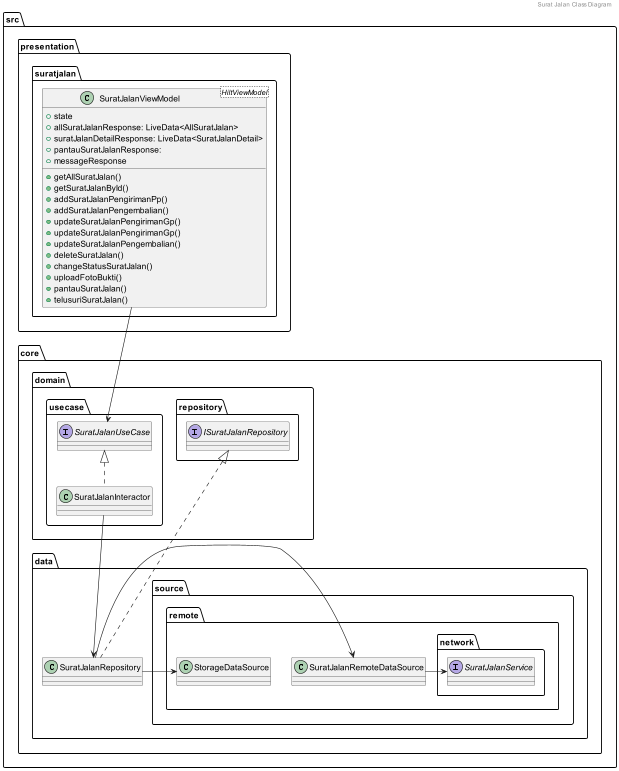 Surat Jalan Class Diagram
src
presentation
suratjalan
C SuratJalanViewModel
HiltViewModel
state
allSuratJalanResponse: LiveData<AllSuratJalan>
suratJalanDetailResponse: LiveData<SuratJalanDetail>
pantauSuratJalanResponse:
messageResponse
getAllSuratJalan()
getSuratJalanById()
addSuratJalanPengirimanPp()
addSuratJalanPengembalian()
updateSuratJalanPengirimanGp()
updateSuratJalanPengirimanGp()
updateSuratJalanPengembalian()
deleteSuratJalan()
changeStatusSuratJalan()
uploadFotoBukti()
pantauSuratJalan()
telusuriSuratJalan()
core
domain
usecase
repository
I SuratJalanUseCase
I ISuratJalanRepository
C SuratJalanInteractor
data
source
remote
network
C SuratJalanRepository
C StorageDataSource
C SuratJalanRemoteDataSource
I SuratJalanService